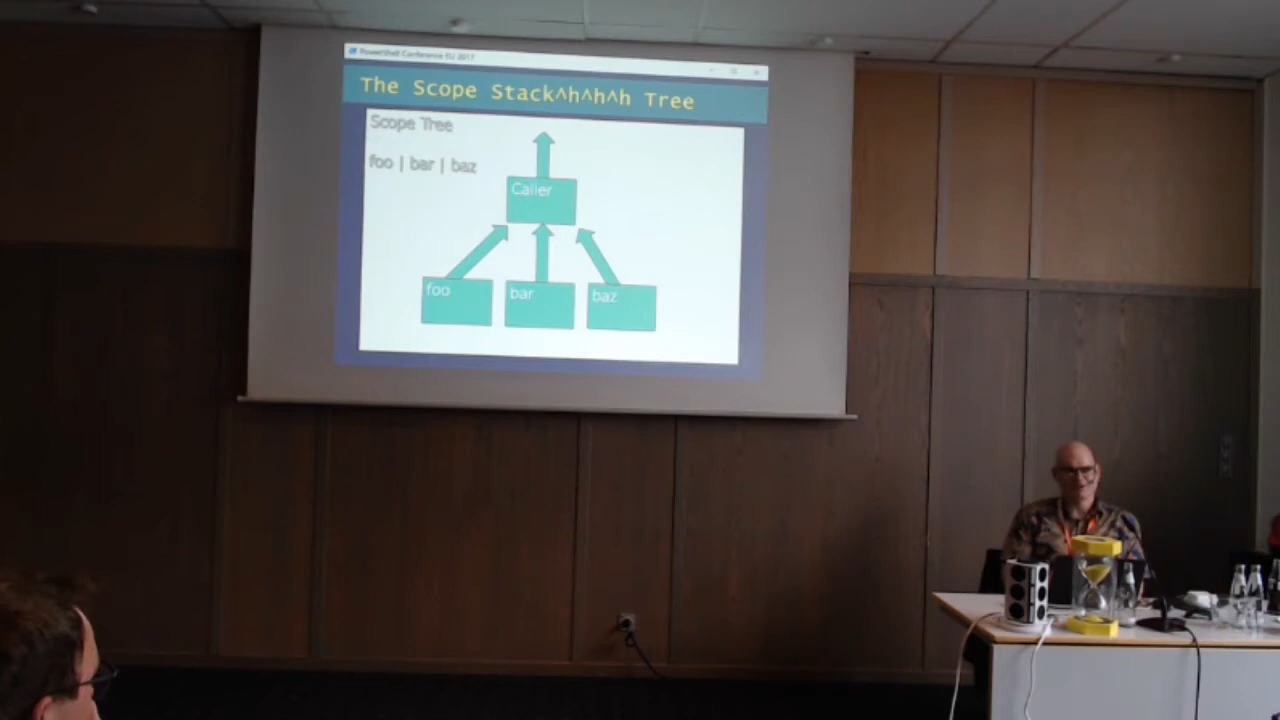 PowerShell Conference EU 2017
The Scope Stack^h^h^h Tree
Scope Tree
foo | bar | baz
Caller
foo
bar
baz